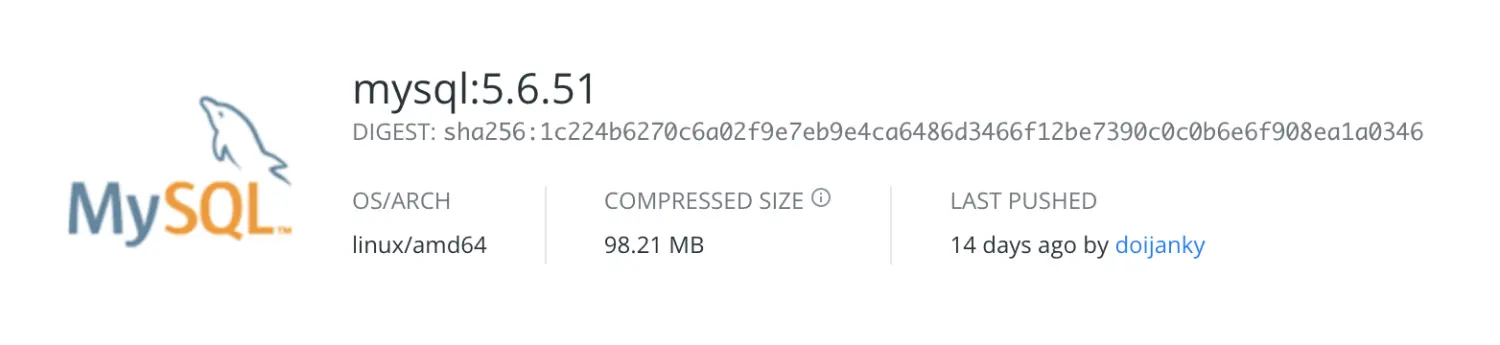 mysql:5.6.51
DIGEST: sha256:1c224b6270c6a02f9e7eb9e4ca6486d3466f12be7390c0c0b6e6f908ea1a0346
MySQL™
OS/ARCH
linux/amd64
COMPRESSED SIZE
98.21 MB
LAST PUSHED
14 days ago by doijanky